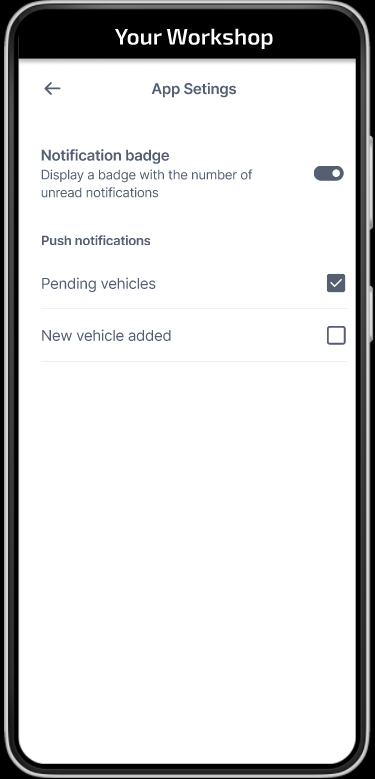 Your Workshop
App Setings
Notification badge
Display a badge with the number of
unread notifications
Push notifications
Pending vehicles
New vehicle added